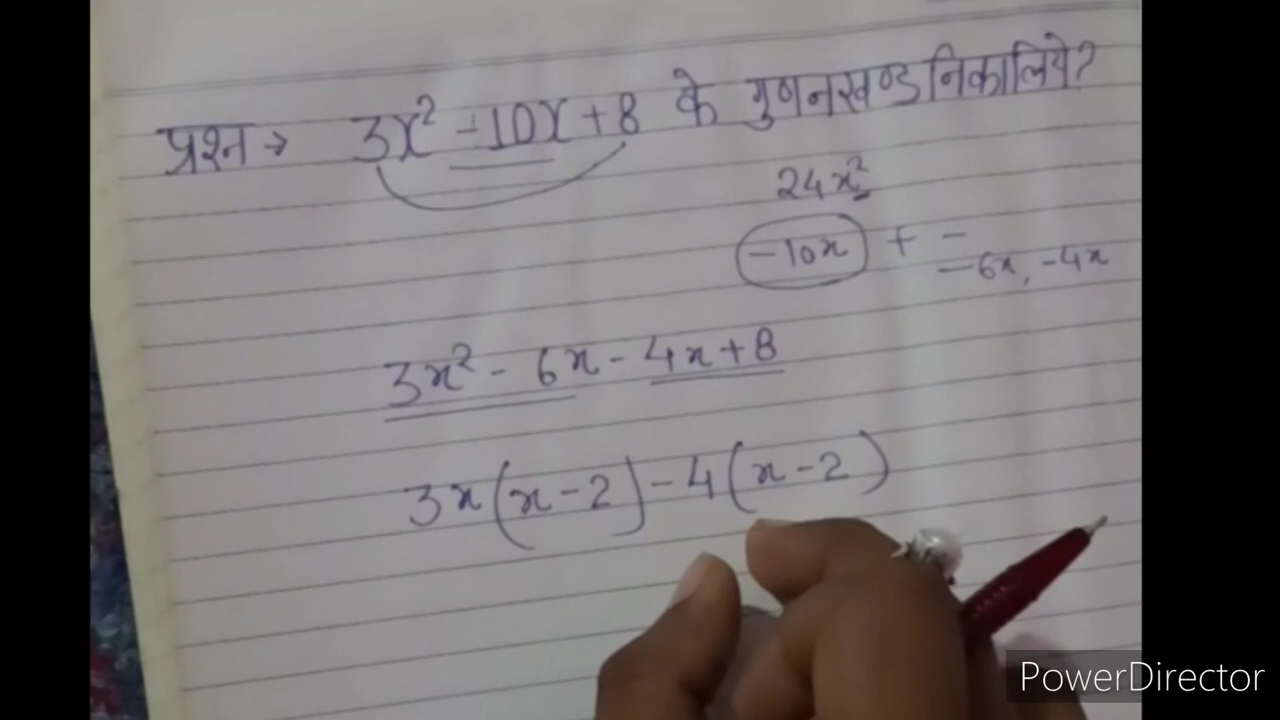 प्रश्न → 3x² - 10x + 8 के गुणनखण्ड निकालिये?
24x²
-10x + -
-6x, -4x
3x² - 6x - 4x + 8
3x(x-2) - 4(x-2)
PowerDirector